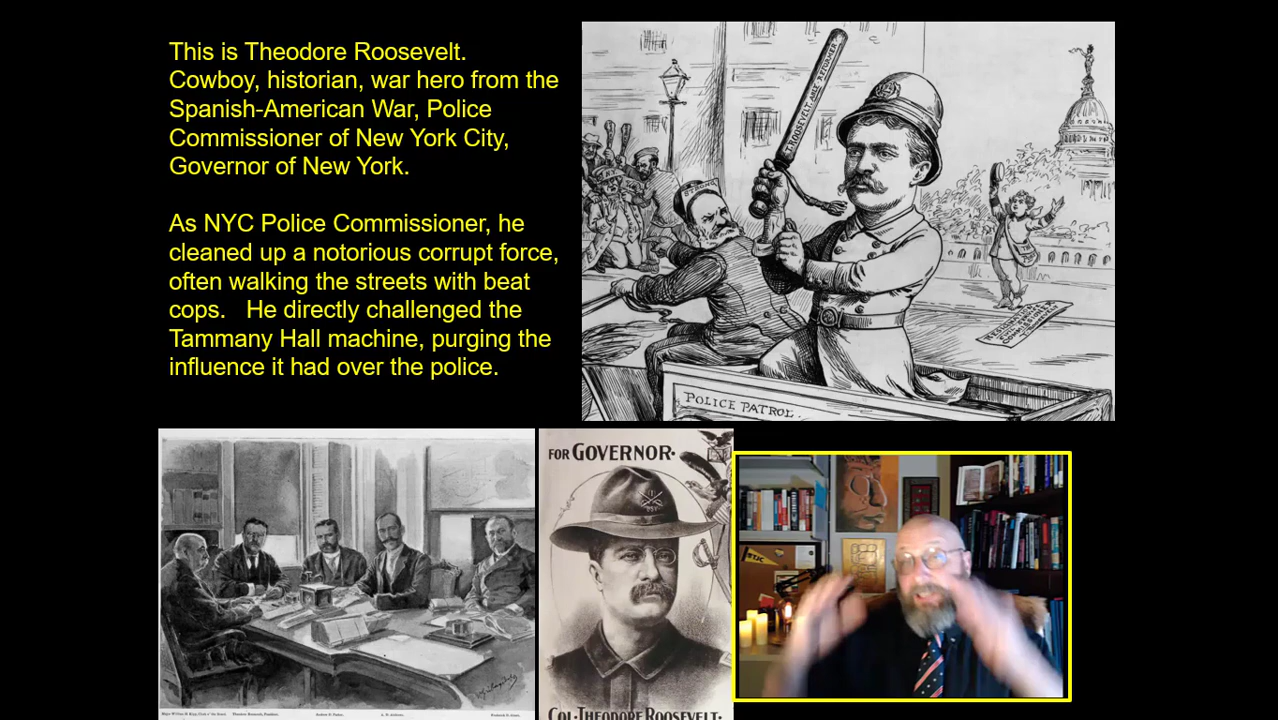 This is Theodore Roosevelt.
Cowboy, historian, war hero from the
Spanish-American War, Police
Commissioner of New York City,
Governor of New York.
As NYC Police Commissioner, he
cleaned up a notorious corrupt force,
often walking the streets with beat
cops. He directly challenged the
Tammany Hall machine, purging the
influence it had over the police.
T. ROOSEVELT, ABLE REFORMER
POLICE PATROL.
FOR GOVERNOR
COL. THEODORE ROOSEVELT.